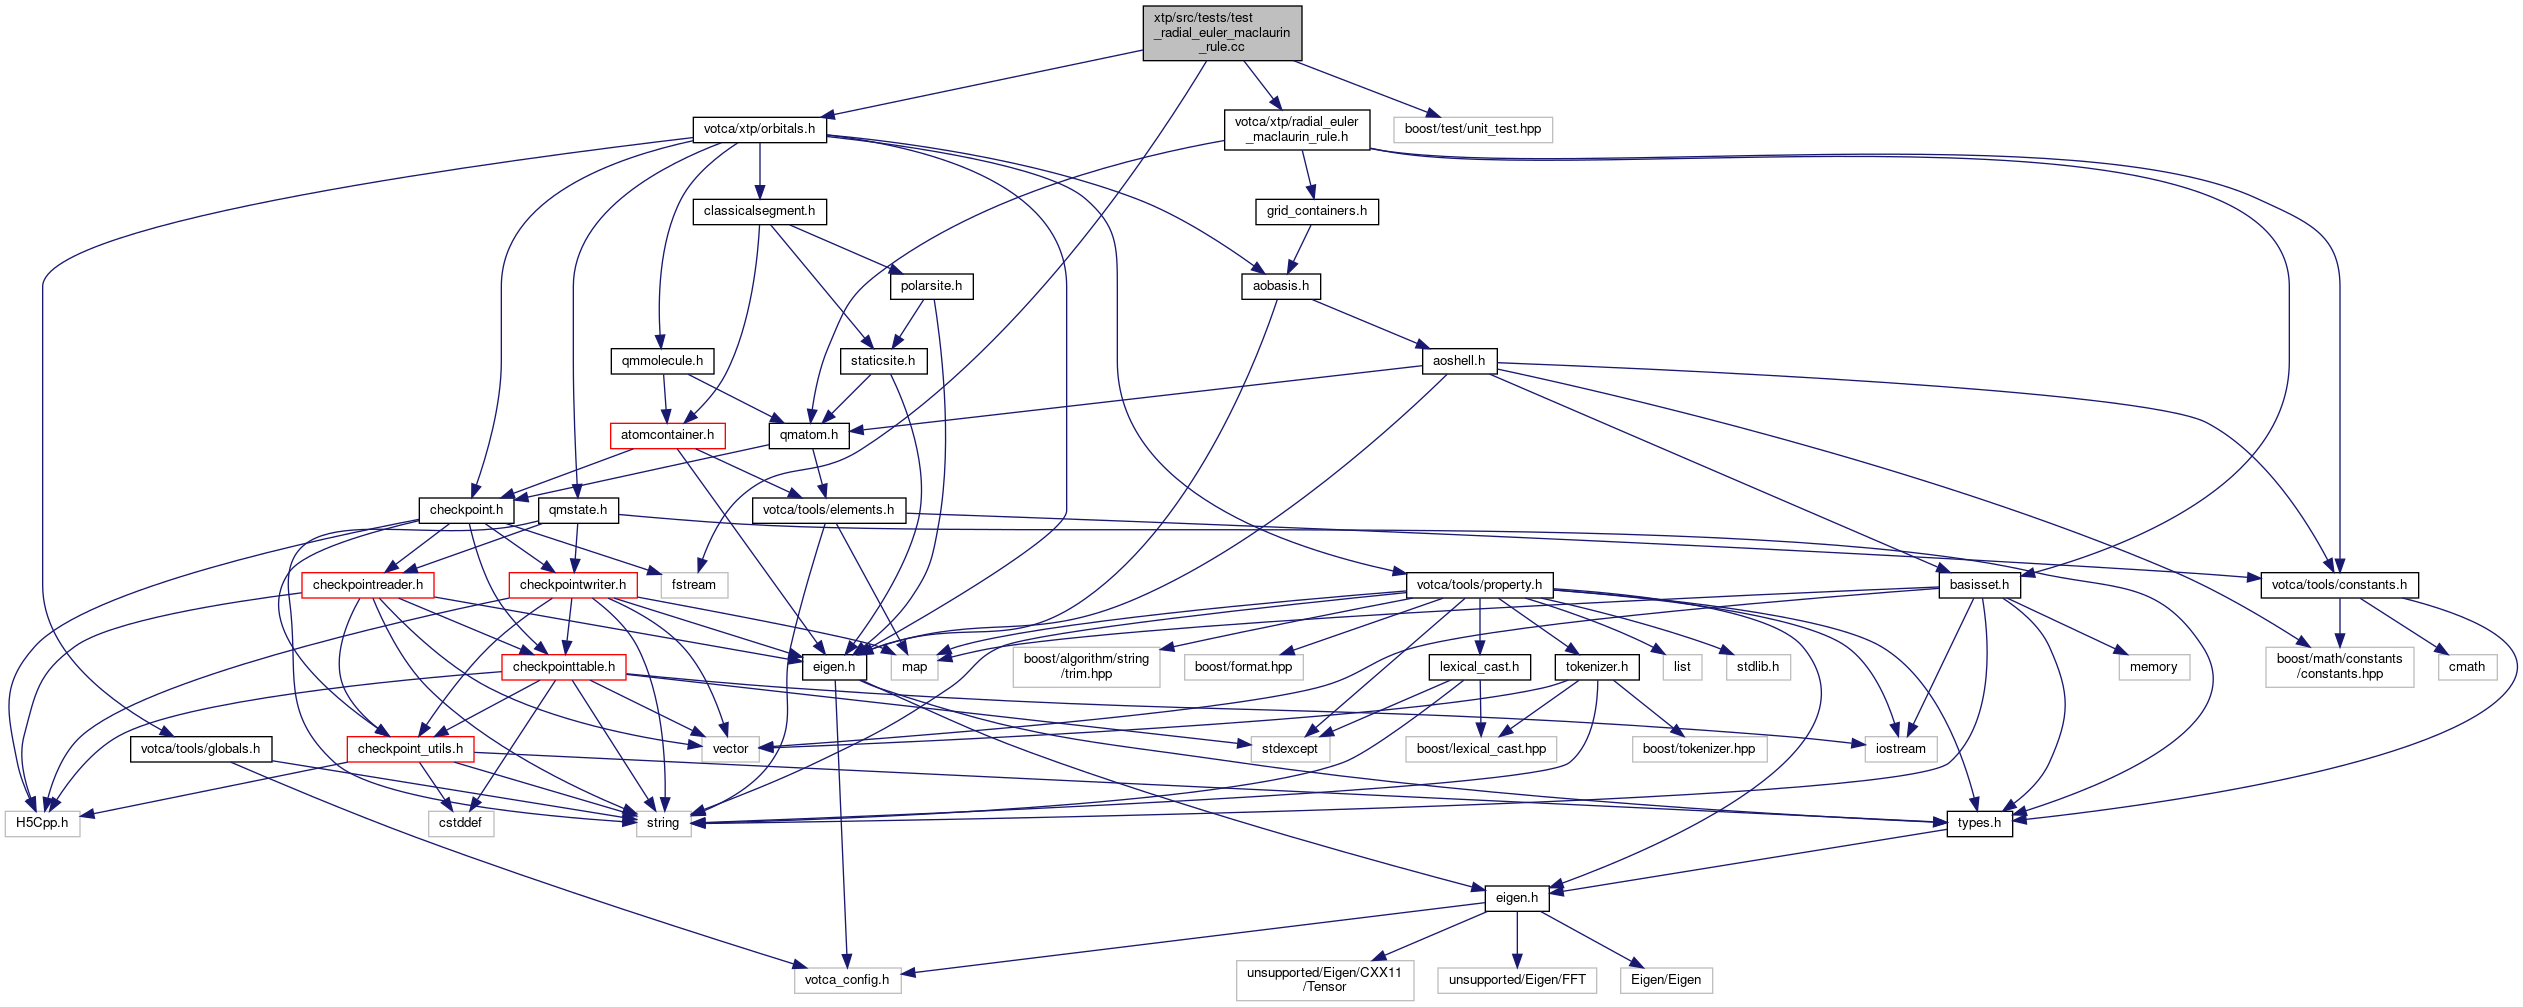 xtp/src/tests/test
_radial_euler_maclaurin
_rule.cc
votca/xtp/orbitals.h
votca/xtp/radial_euler
_maclaurin_rule.h
boost/test/unit_test.hpp
classicalsegment.h
grid_containers.h
polarsite.h
aobasis.h
qmmolecule.h
staticsite.h
aoshell.h
atomcontainer.h
qmatom.h
checkpoint.h
qmstate.h
votca/tools/elements.h
checkpointreader.h
checkpointwriter.h
fstream
votca/tools/property.h
basisset.h
votca/tools/constants.h
checkpointtable.h
eigen.h
map
boost/algorithm/string
/trim.hpp
boost/format.hpp
lexical_cast.h
tokenizer.h
list
stdlib.h
memory
boost/math/constants
/constants.hpp
cmath
votca/tools/globals.h
checkpoint_utils.h
vector
stdexcept
boost/lexical_cast.hpp
boost/tokenizer.hpp
iostream
H5Cpp.h
cstddef
string
types.h
eigen.h
votca_config.h
unsupported/Eigen/CXX11
/Tensor
unsupported/Eigen/FFT
Eigen/Eigen